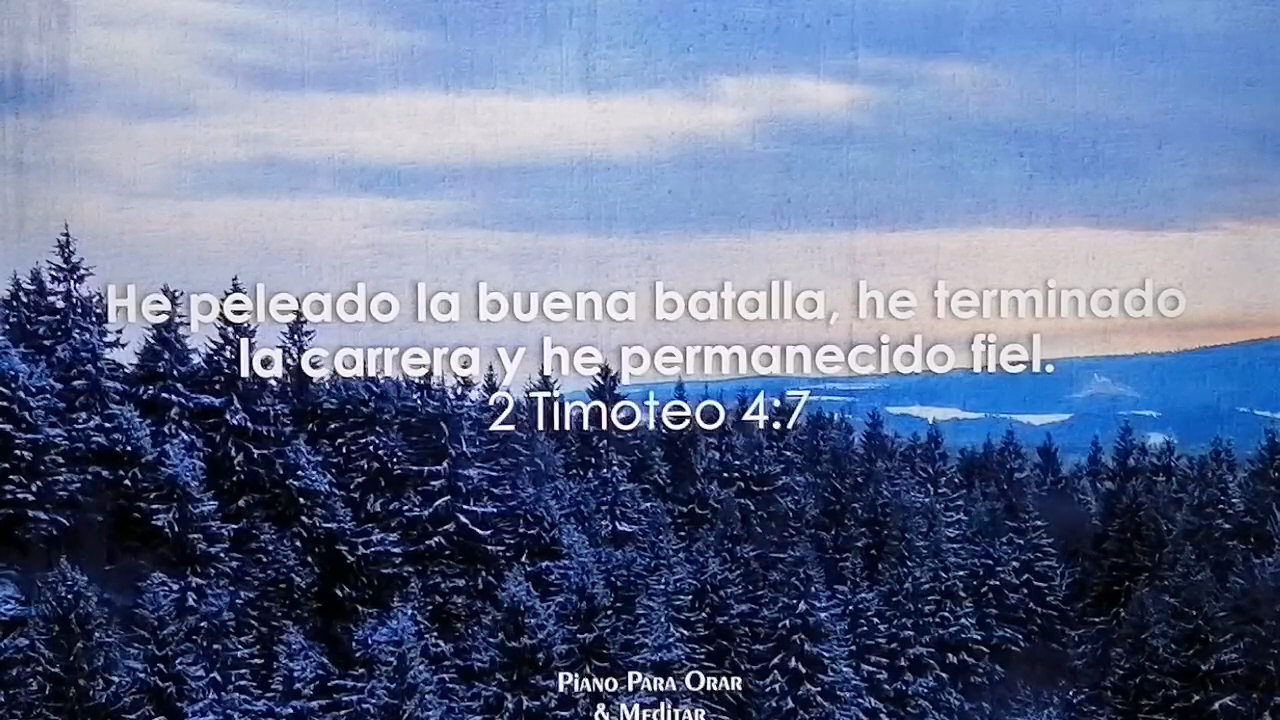 He peleado la buena batalla, he terminado
la carrera y he permanecido fiel.
2 Timoteo 4:7
Piano Para Orar
& Meditar